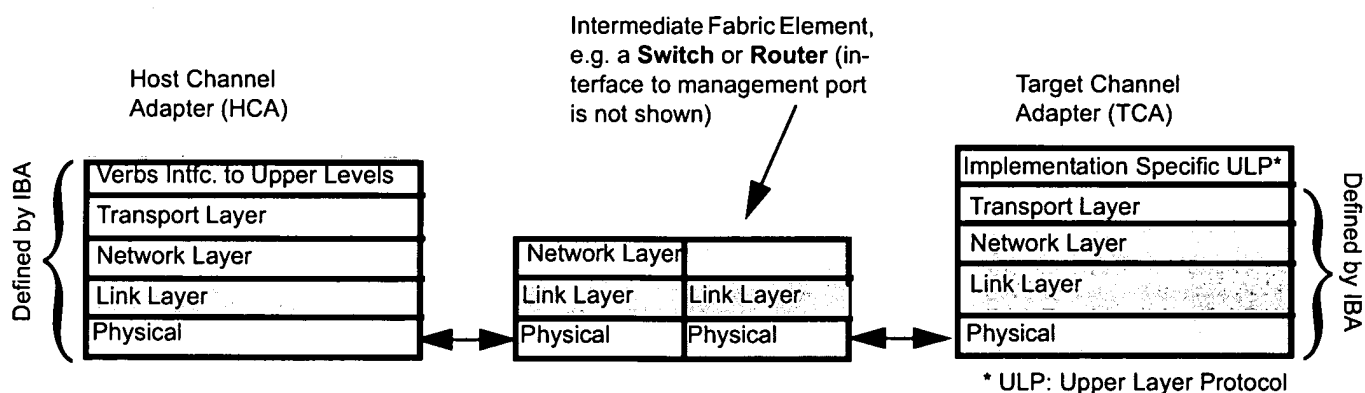 Intermediate Fabric Element,
e.g. a Switch or Router (in-
terface to management port
is not shown)
Host Channel
Adapter (HCA)
Target Channel
Adapter (TCA)
Defined by IBA
Verbs Intfc. to Upper Levels
Transport Layer
Network Layer
Link Layer
Physical
Network Layer
Link Layer
Link Layer
Physical
Physical
Implementation Specific ULP*
Transport Layer
Network Layer
Link Layer
Physical
Defined by IBA
* ULP: Upper Layer Protocol